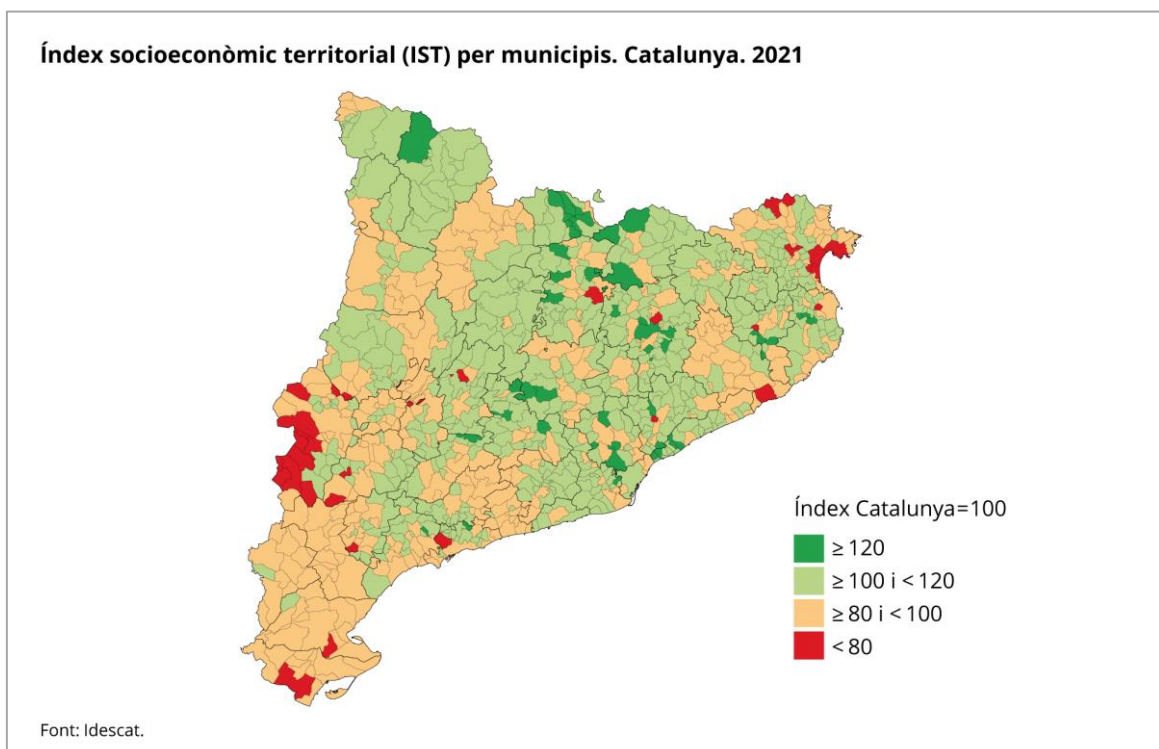 Índex socioeconòmic territorial (IST) per municipis. Catalunya. 2021
Índex Catalunya=100
≥ 120
≥ 100 i < 120
≥ 80 i < 100
< 80
Font: Idescat.